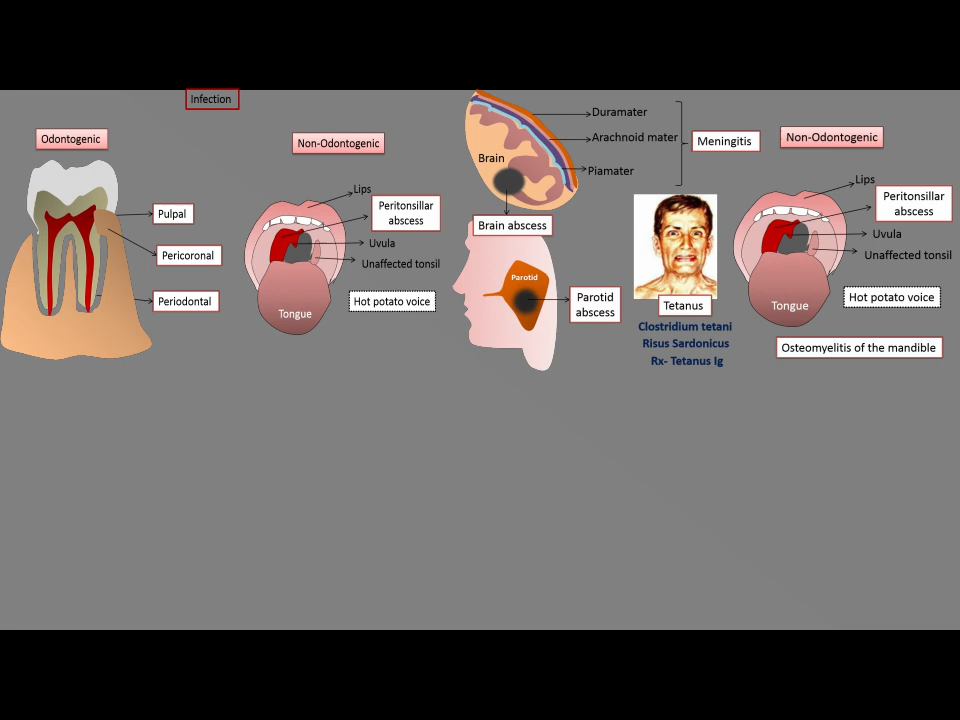 Infection
Odontogenic
Pulpal
Pericoronal
Periodontal
Non-Odontogenic
Lips
Peritonsillar
abscess
Uvula
Unaffected tonsil
Hot potato voice
Tongue
Duramater
Arachnoid mater
Piamater
Meningitis
Brain
Brain abscess
Parotid
Parotid
abscess
Tetanus
Clostridium tetani
Risus Sardonicus
Rx- Tetanus Ig
Non-Odontogenic
Lips
Peritonsillar
abscess
Uvula
Unaffected tonsil
Hot potato voice
Tongue
Osteomyelitis of the mandible